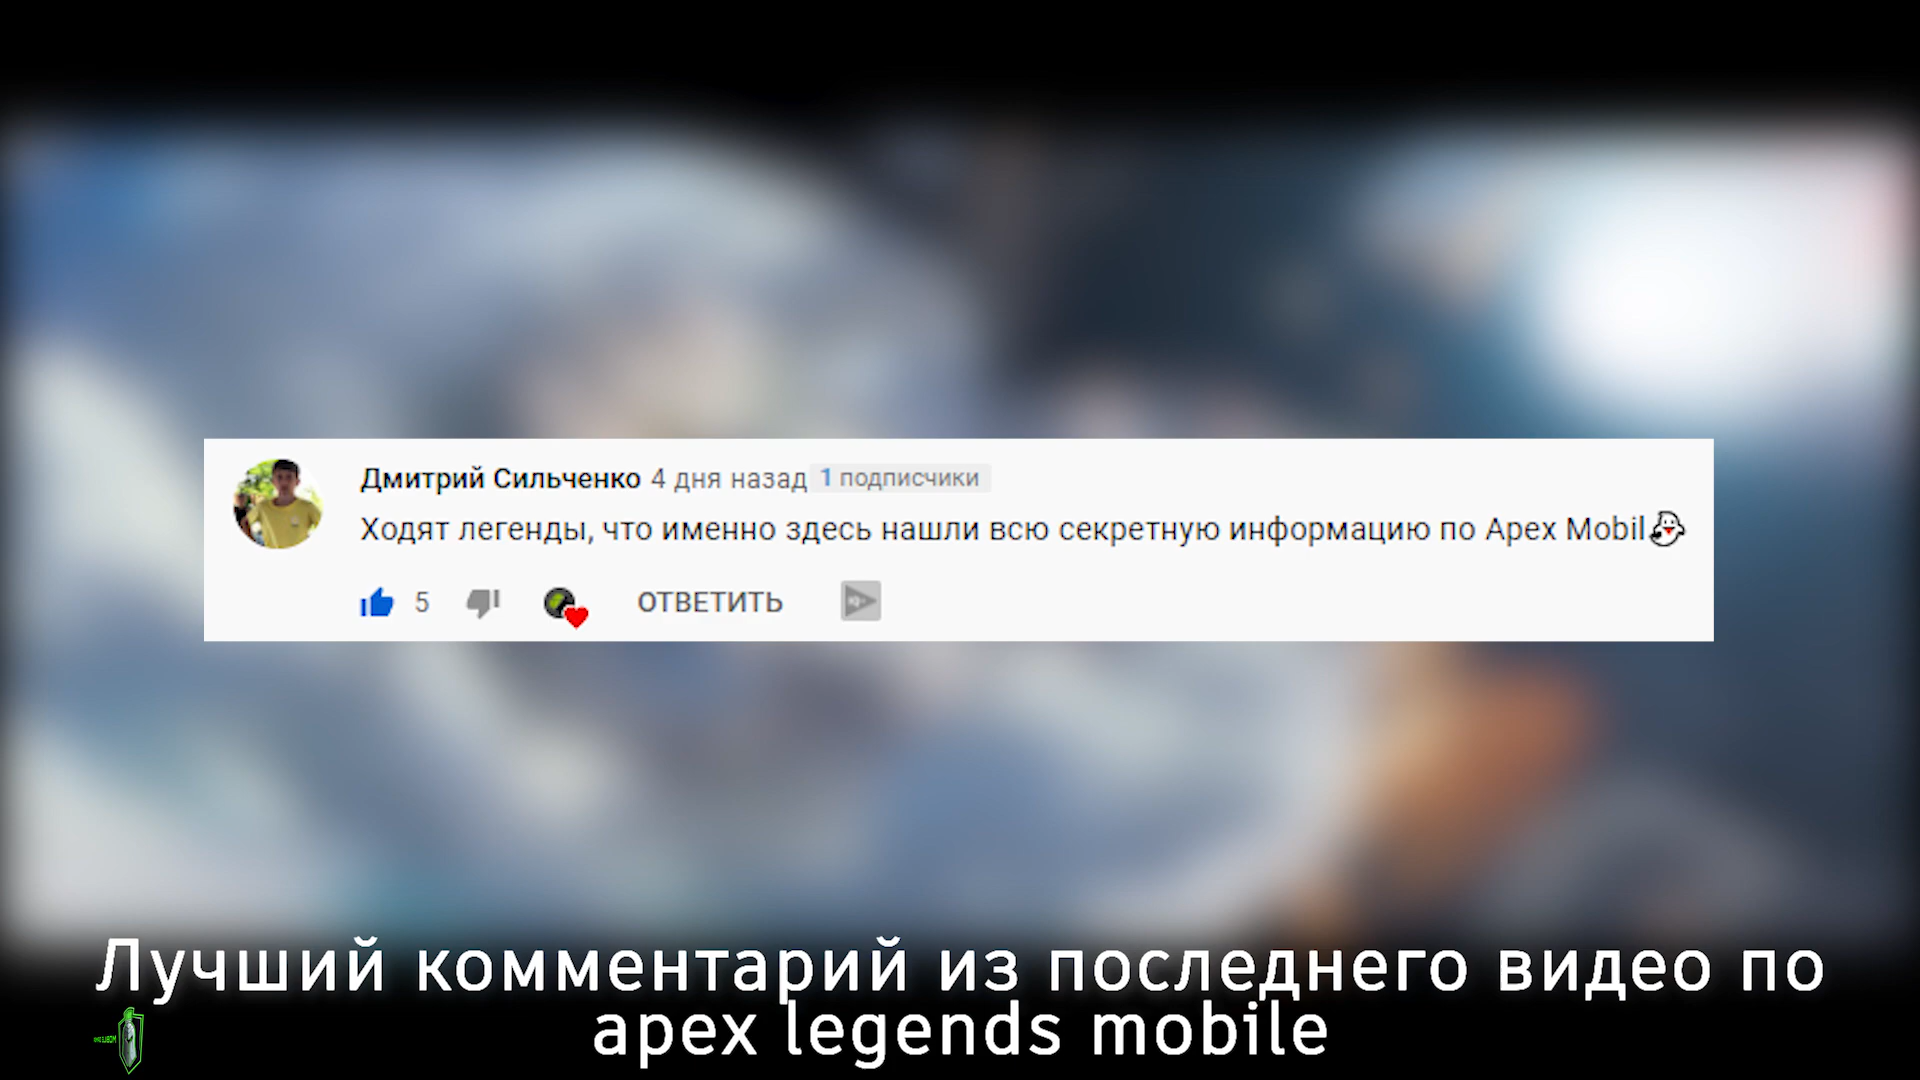 Дмитрий Сильченко 4 дня назад 1 подписчики
Ходят легенды, что именно здесь нашли всю секретную информацию по Apex Mobil
5 ОТВЕТИТЬ
Лучший комментарий из последнего видео по
apex legends mobile